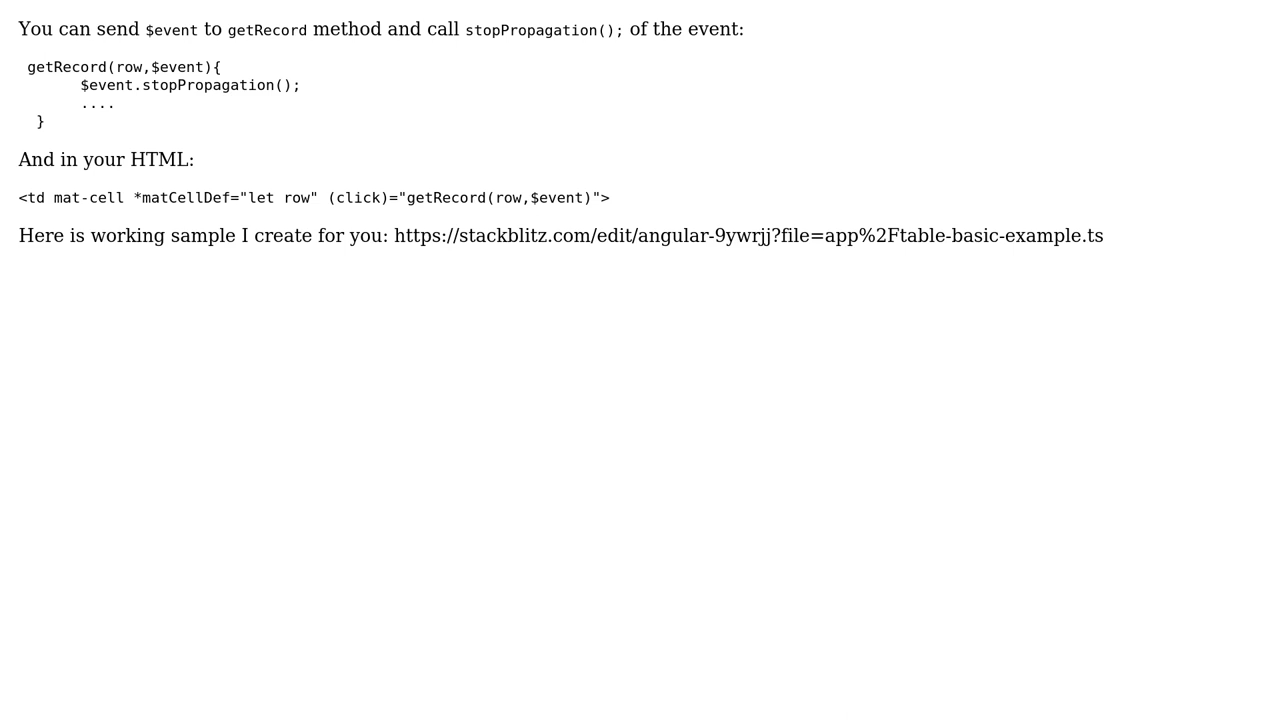 You can send $event to getRecord method and call stopPropagation(); of the event:
 getRecord(row,$event){
       $event.stopPropagation();
       ....
  }
And in your HTML:
<td mat-cell *matCellDef="let row" (click)="getRecord(row,$event)">
Here is working sample I create for you: https://stackblitz.com/edit/angular-9ywrjj?file=app%2Ftable-basic-example.ts